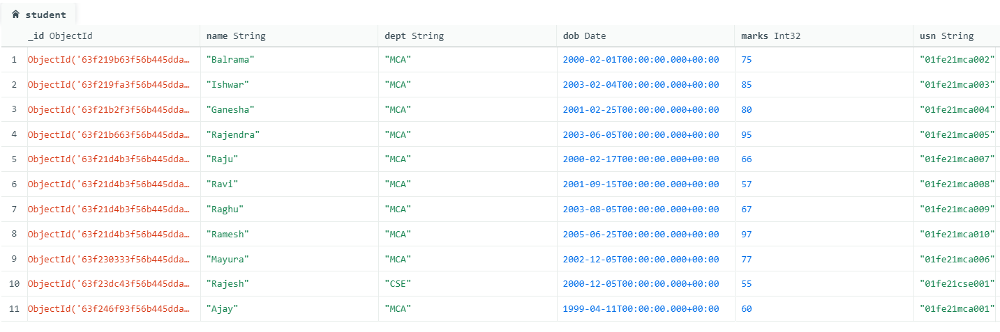 student
_id ObjectId name String dept String dob Date marks Int32 usn String
1 ObjectId('63f219b63f56b445dda… "Balrama" "MCA" 2000-02-01T00:00:00.000+00:00 75 "01fe21mca002"
2 ObjectId('63f219fa3f56b445dda… "Ishwar" "MCA" 2003-02-04T00:00:00.000+00:00 85 "01fe21mca003"
3 ObjectId('63f21b2f3f56b445dda… "Ganesha" "MCA" 2001-02-25T00:00:00.000+00:00 80 "01fe21mca004"
4 ObjectId('63f21b663f56b445dda… "Rajendra" "MCA" 2003-06-05T00:00:00.000+00:00 95 "01fe21mca005"
5 ObjectId('63f21d4b3f56b445dda… "Raju" "MCA" 2000-02-17T00:00:00.000+00:00 66 "01fe21mca007"
6 ObjectId('63f21d4b3f56b445dda… "Ravi" "MCA" 2001-09-15T00:00:00.000+00:00 57 "01fe21mca008"
7 ObjectId('63f21d4b3f56b445dda… "Raghu" "MCA" 2003-08-05T00:00:00.000+00:00 67 "01fe21mca009"
8 ObjectId('63f21d4b3f56b445dda… "Ramesh" "MCA" 2005-06-25T00:00:00.000+00:00 97 "01fe21mca010"
9 ObjectId('63f230333f56b445dda… "Mayura" "MCA" 2002-12-05T00:00:00.000+00:00 77 "01fe21mca006"
10 ObjectId('63f23dc43f56b445dda… "Rajesh" "CSE" 2000-12-05T00:00:00.000+00:00 55 "01fe21cse001"
11 ObjectId('63f246f93f56b445dda… "Ajay" "MCA" 1999-04-11T00:00:00.000+00:00 60 "01fe21mca001"